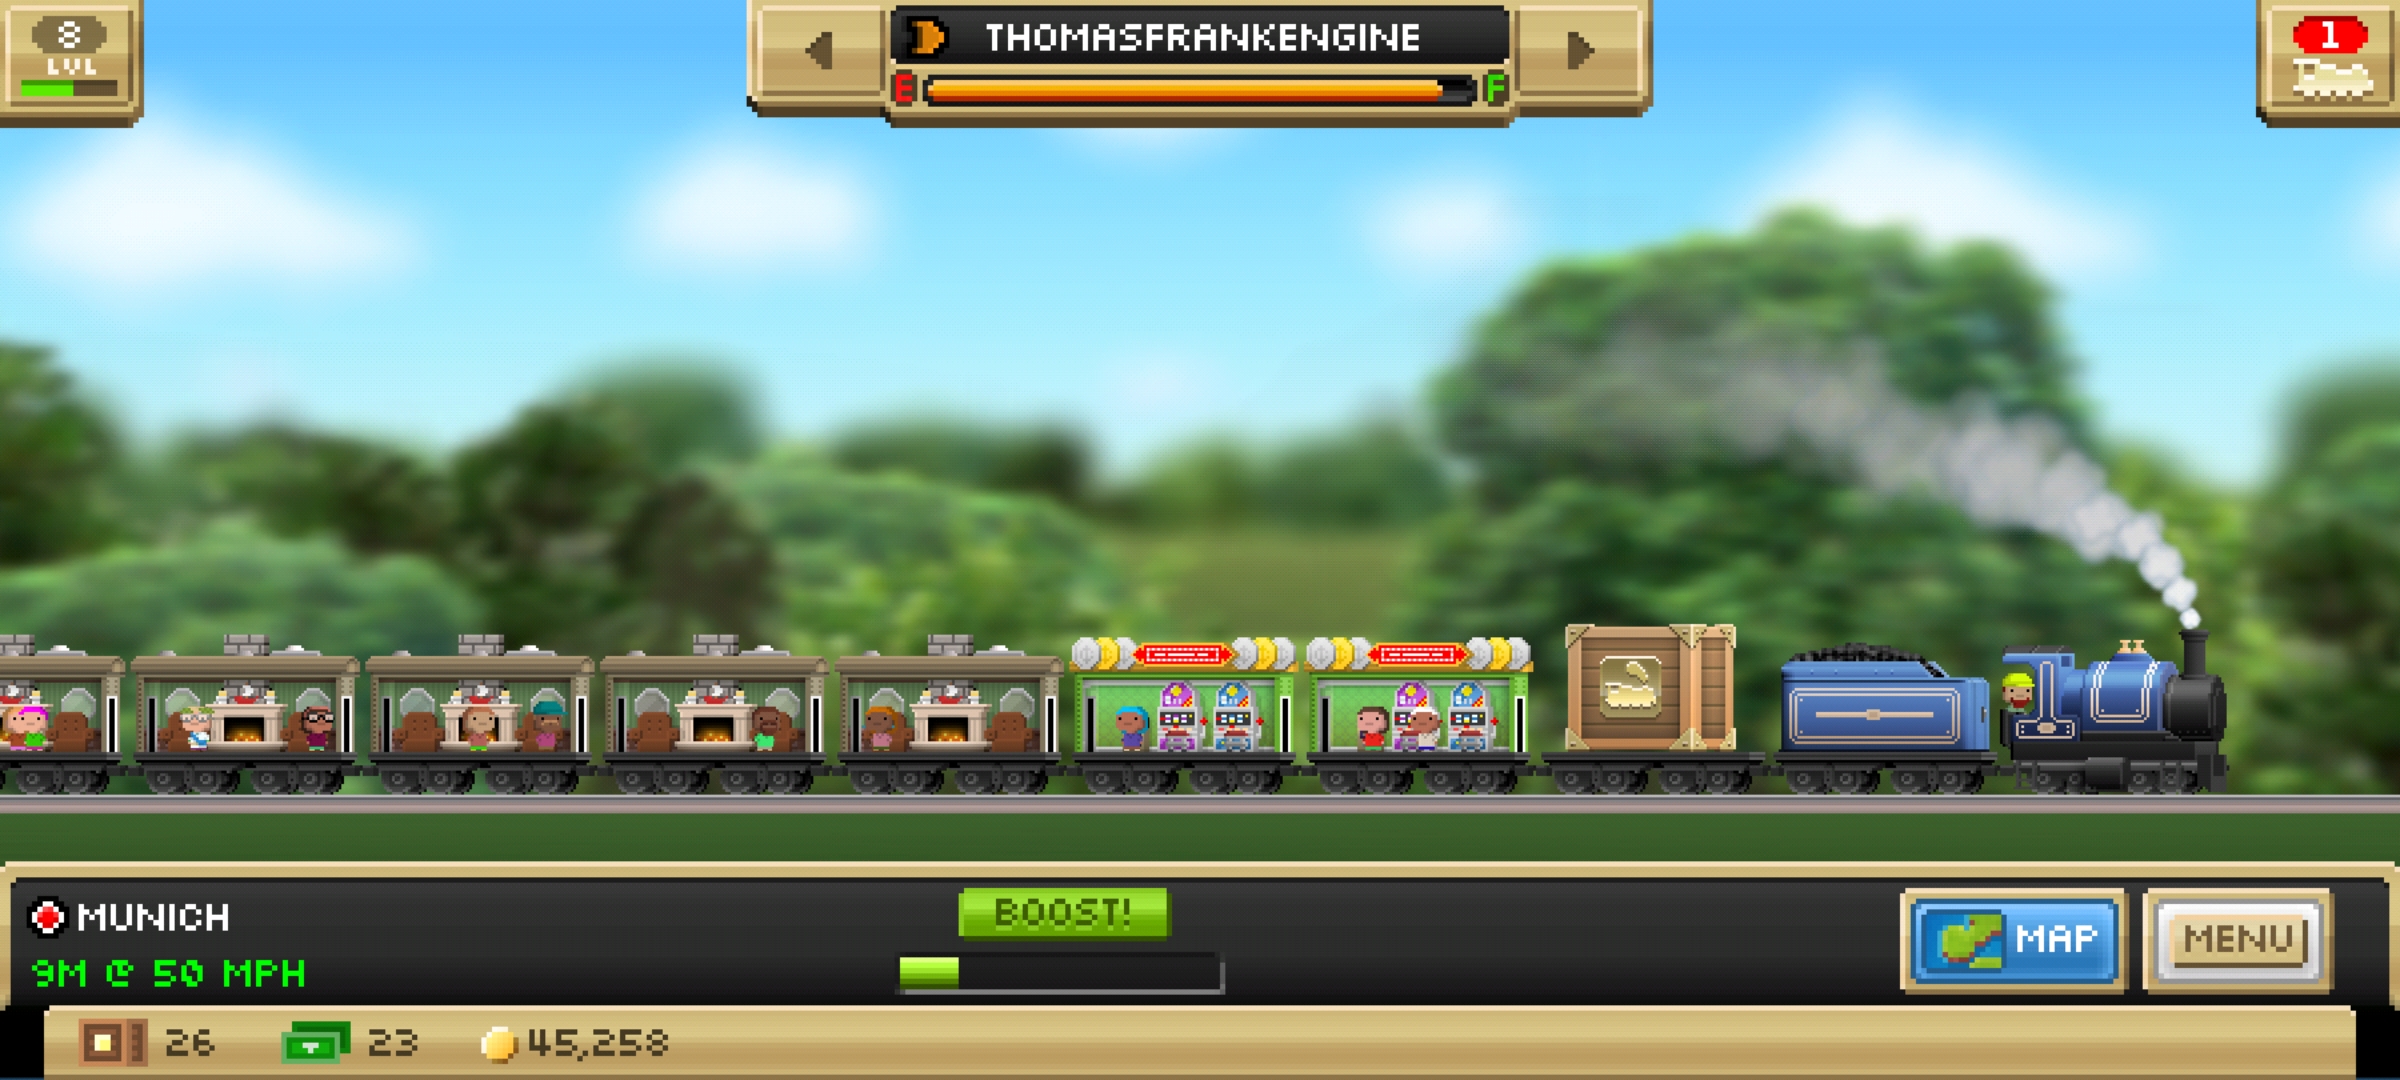 8
LVL
THOMASFRANKENGINE
E F
1
MUNICH
9M @ 50 MPH
BOOST!
MAP
MENU
26 23 45,258